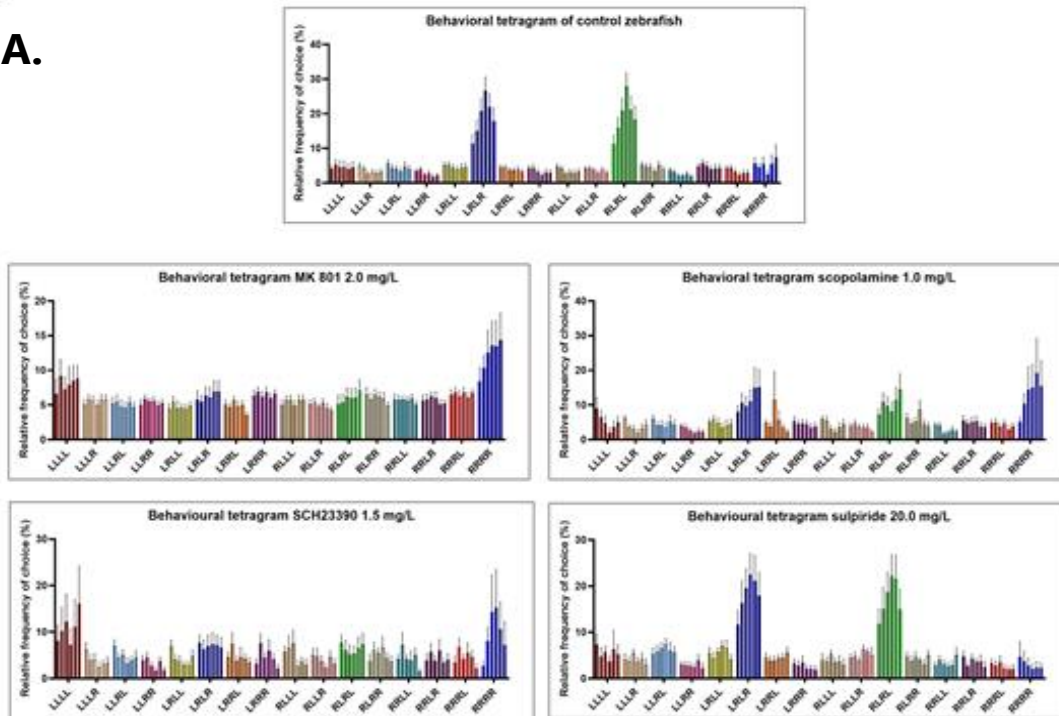 A.
Behavioral tetragram of control zebrafish
Relative frequency of choice (%)
40
30
20
10
0
LLLL LLLR LLRL LLRR LRLL LRLR LRRL LRRR RLLL RLLR RLRL RLRR RRLL RRLR RRRL RRRR
Behavioral tetragram MK 801 2.0 mg/L
Relative frequency of choice (%)
20
15
10
5
0
LLLL LLLR LLRL LLRR LRLL LRLR LRRL LRRR RLLL RLLR RLRL RLRR RRLL RRLR RRRL RRRR
Behavioral tetragram scopolamine 1.0 mg/L
Relative frequency of choice (%)
40
30
20
10
0
LLLL LLLR LLRL LLRR LRLL LRLR LRRL LRRR RLLL RLLR RLRL RLRR RRLL RRLR RRRL RRRR
Behavioural tetragram SCH23390 1.5 mg/L
Relative frequency of choice (%)
30
20
10
0
LLLL LLLR LLRL LLRR LRLL LRLR LRRL LRRR RLLL RLLR RLRL RLRR RRLL RRLR RRRL RRRR
Behavioural tetragram sulpiride 20.0 mg/L
Relative frequency of choice (%)
30
20
10
0
LLLL LLLR LLRL LLRR LRLL LRLR LRRL LRRR RLLL RLLR RLRL RLRR RRLL RRLR RRRL RRRR